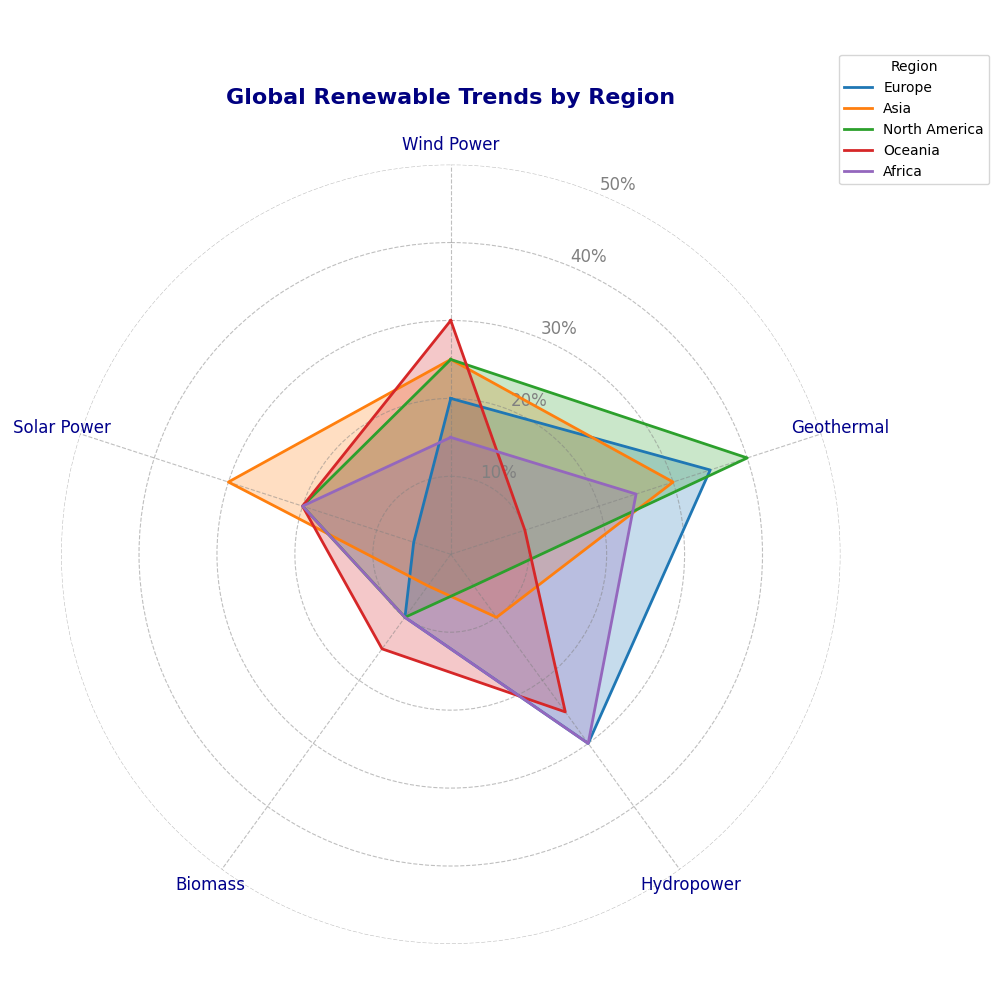 Global Renewable Trends by Region
Region
Europe
Asia
North America
Oceania
Africa
Wind Power
50%
40%
30%
20%
10%
Solar Power
Geothermal
Biomass
Hydropower